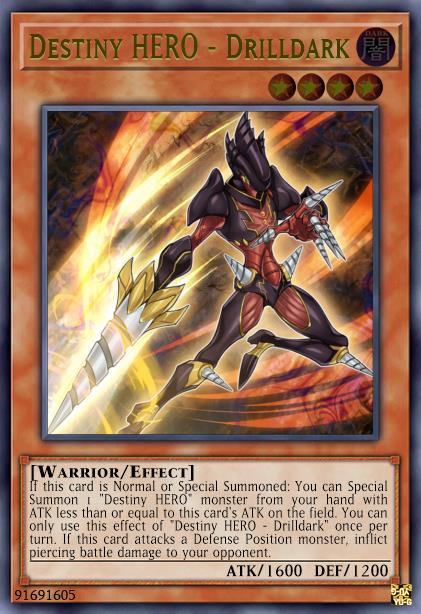 Destiny HERO - Drilldark
DARK
闇
[Warrior/Effect]
If this card is Normal or Special Summoned: You can Special
Summon 1 "Destiny HERO" monster from your hand with
ATK less than or equal to this card's ATK on the field. You can
only use this effect of "Destiny HERO - Drilldark" once per
turn. If this card attacks a Defense Position monster, inflict
piercing battle damage to your opponent.
ATK/1600 DEF/1200
91691605